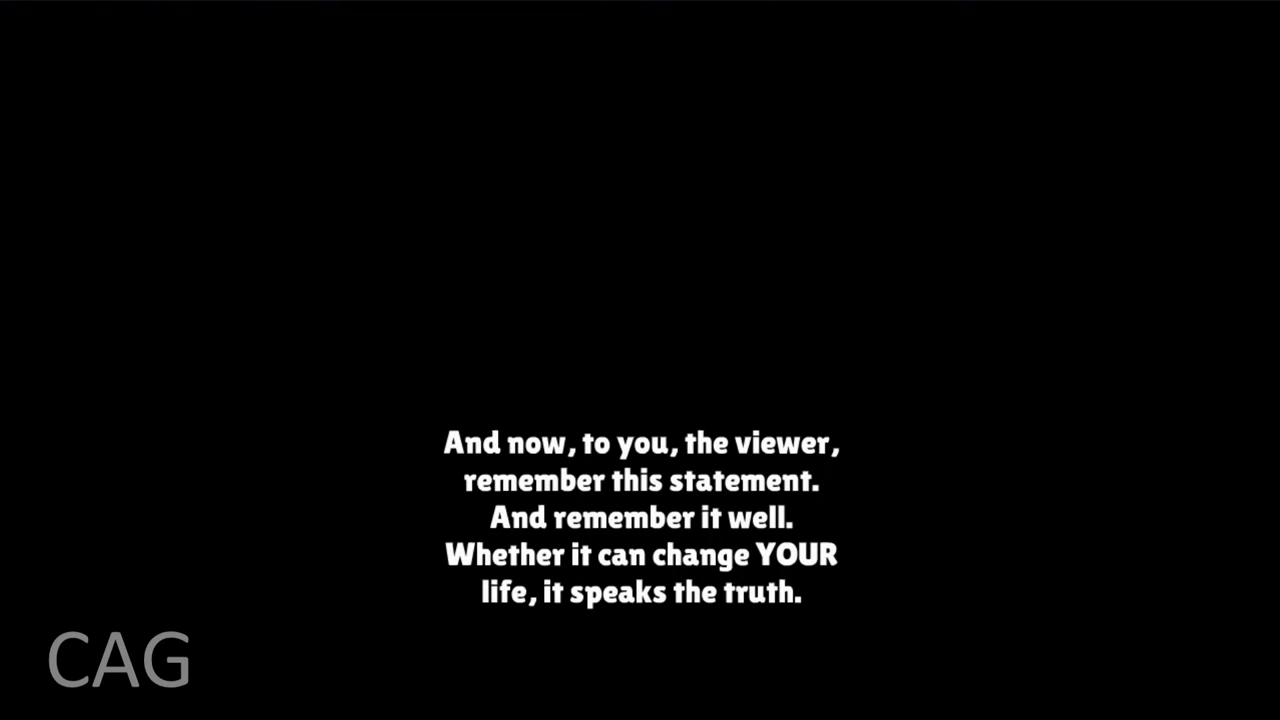 And now, to you, the viewer,
remember this statement.
And remember it well.
Whether it can change YOUR
life, it speaks the truth.
CAG